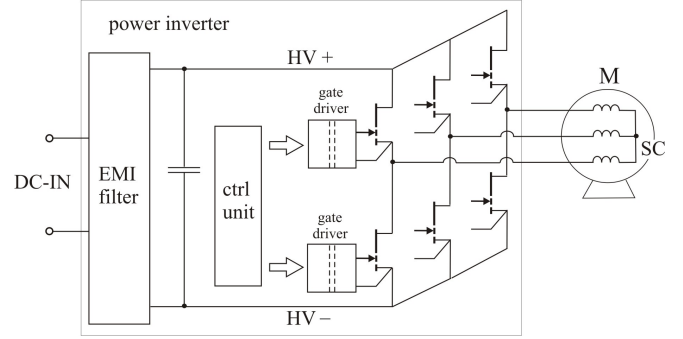 power inverter
HV +
gate
driver
M
DC-IN
EMI
filter
ctrl
unit
SC
gate
driver
HV –